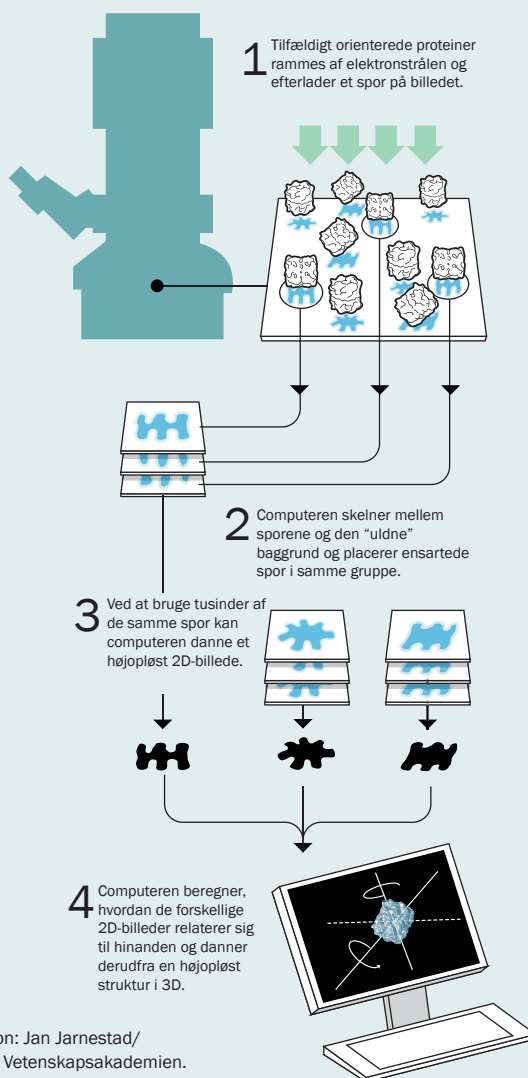 1 Tilfældigt orienterede proteiner
rammes af elektronstrålen og
efterlader et spor på billedet.
2 Computeren skelner mellem
sporene og den “uldne”
baggrund og placerer ensartede
spor i samme gruppe.
3 Ved at bruge tusinder af
de samme spor kan
computeren danne et
højopløst 2D-billede.
4 Computeren beregner,
hvordan de forskellige
2D-billeder relaterer sig
til hinanden og danner
derudfra en højopløst
struktur i 3D.
on: Jan Jarnestad/
Vetenskapsakademien.